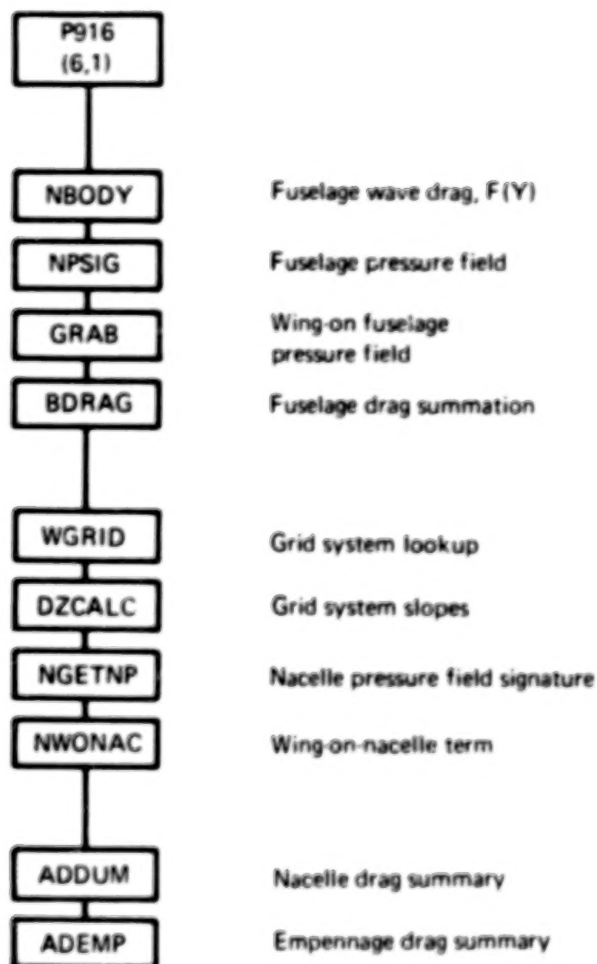 P916
(6,1)
NBODY Fuselage wave drag, F(Y)
NPSIG Fuselage pressure field
GRAB Wing-on fuselage
pressure field
BDRAG Fuselage drag summation
WGRID Grid system lookup
DZCALC Grid system slopes
NGETNP Nacelle pressure field signature
NWONAC Wing-on-nacelle term
ADDUM Nacelle drag summary
ADEMP Empennage drag summary